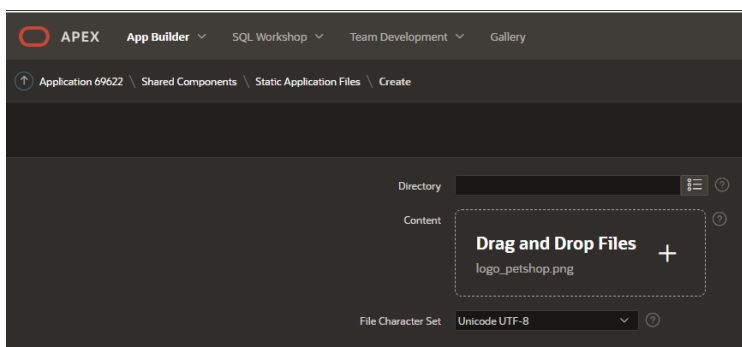 APEX App Builder SQL Workshop Team Development Gallery
Application 69622 \ Shared Components \ Static Application Files \ Create
Directory
Content
Drag and Drop Files
logo_petshop.png
File Character Set Unicode UTF-8